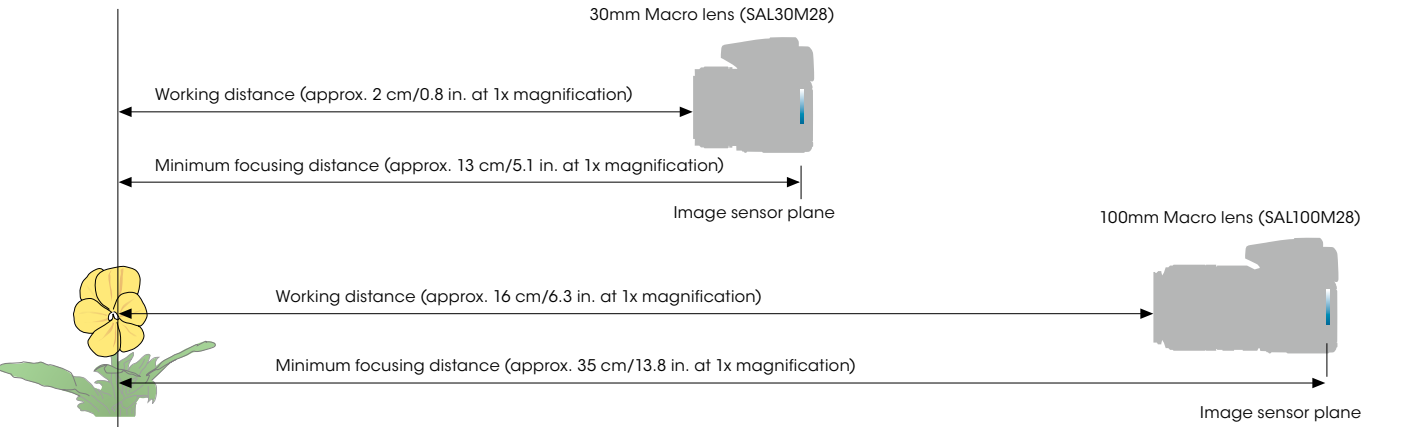 30mm Macro lens (SAL30M28)
Working distance (approx. 2 cm/0.8 in. at 1x magnification)
Minimum focusing distance (approx. 13 cm/5.1 in. at 1x magnification)
Image sensor plane
100mm Macro lens (SAL100M28)
Working distance (approx. 16 cm/6.3 in. at 1x magnification)
Minimum focusing distance (approx. 35 cm/13.8 in. at 1x magnification)
Image sensor plane